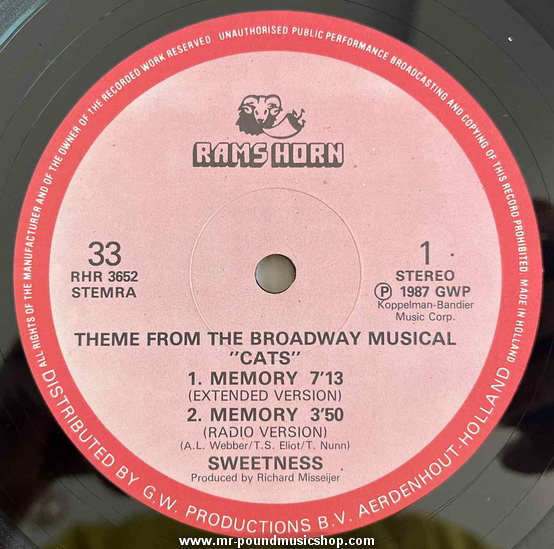 ALL RIGHTS OF THE MANUFACTURER AND OF THE OWNER OF THE RECORDED WORK RESERVED UNAUTHORISED PUBLIC PERFORMANCE BROADCASTING AND COPYING OF THIS RECORD PROHIBITED. MADE IN HOLLAND
RAMS HORN
33
RHR 3652
STEMRA
1
STEREO
Ⓟ 1987 GWP
Koppelman-Bandier
Music Corp.
THEME FROM THE BROADWAY MUSICAL
"CATS"
1. MEMORY 7'13
(EXTENDED VERSION)
2. MEMORY 3'50
(RADIO VERSION)
(A.L. Webber/T.S. Eliot/T. Nunn)
SWEETNESS
Produced by Richard Misseijer
DISTRIBUTED BY G.W. PRODUCTIONS B.V. AERDENHOUT-HOLLAND
www.mr-poundmusicshop.com